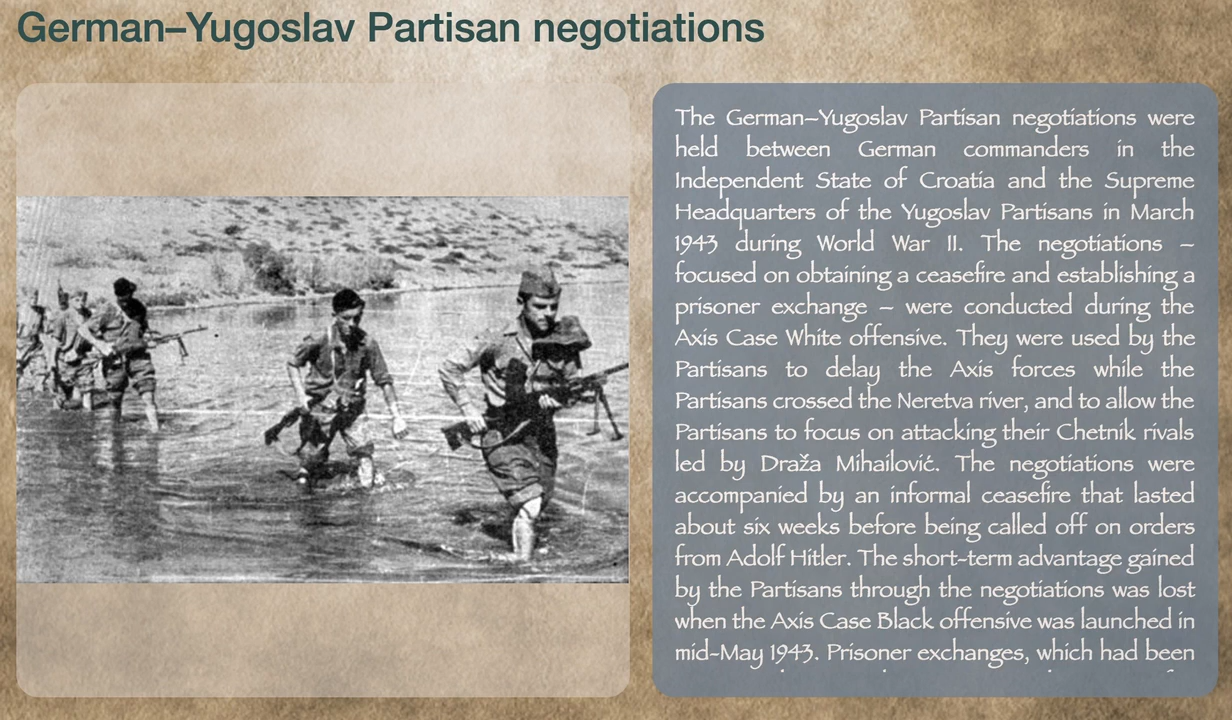 German–Yugoslav Partisan negotiations
The German–Yugoslav Partisan negotiations were
held between German commanders in the
Independent State of Croatia and the Supreme
Headquarters of the Yugoslav Partisans in March
1943 during World War II. The negotiations –
focused on obtaining a ceasefire and establishing a
prisoner exchange – were conducted during the
Axis Case White offensive. They were used by the
Partisans to delay the Axis forces while the
Partisans crossed the Neretva river, and to allow the
Partisans to focus on attacking their Chetnik rivals
led by Draža Mihailović. The negotiations were
accompanied by an informal ceasefire that lasted
about six weeks before being called off on orders
from Adolf Hitler. The short-term advantage gained
by the Partisans through the negotiations was lost
when the Axis Case Black offensive was launched in
mid-May 1943. Prisoner exchanges, which had been